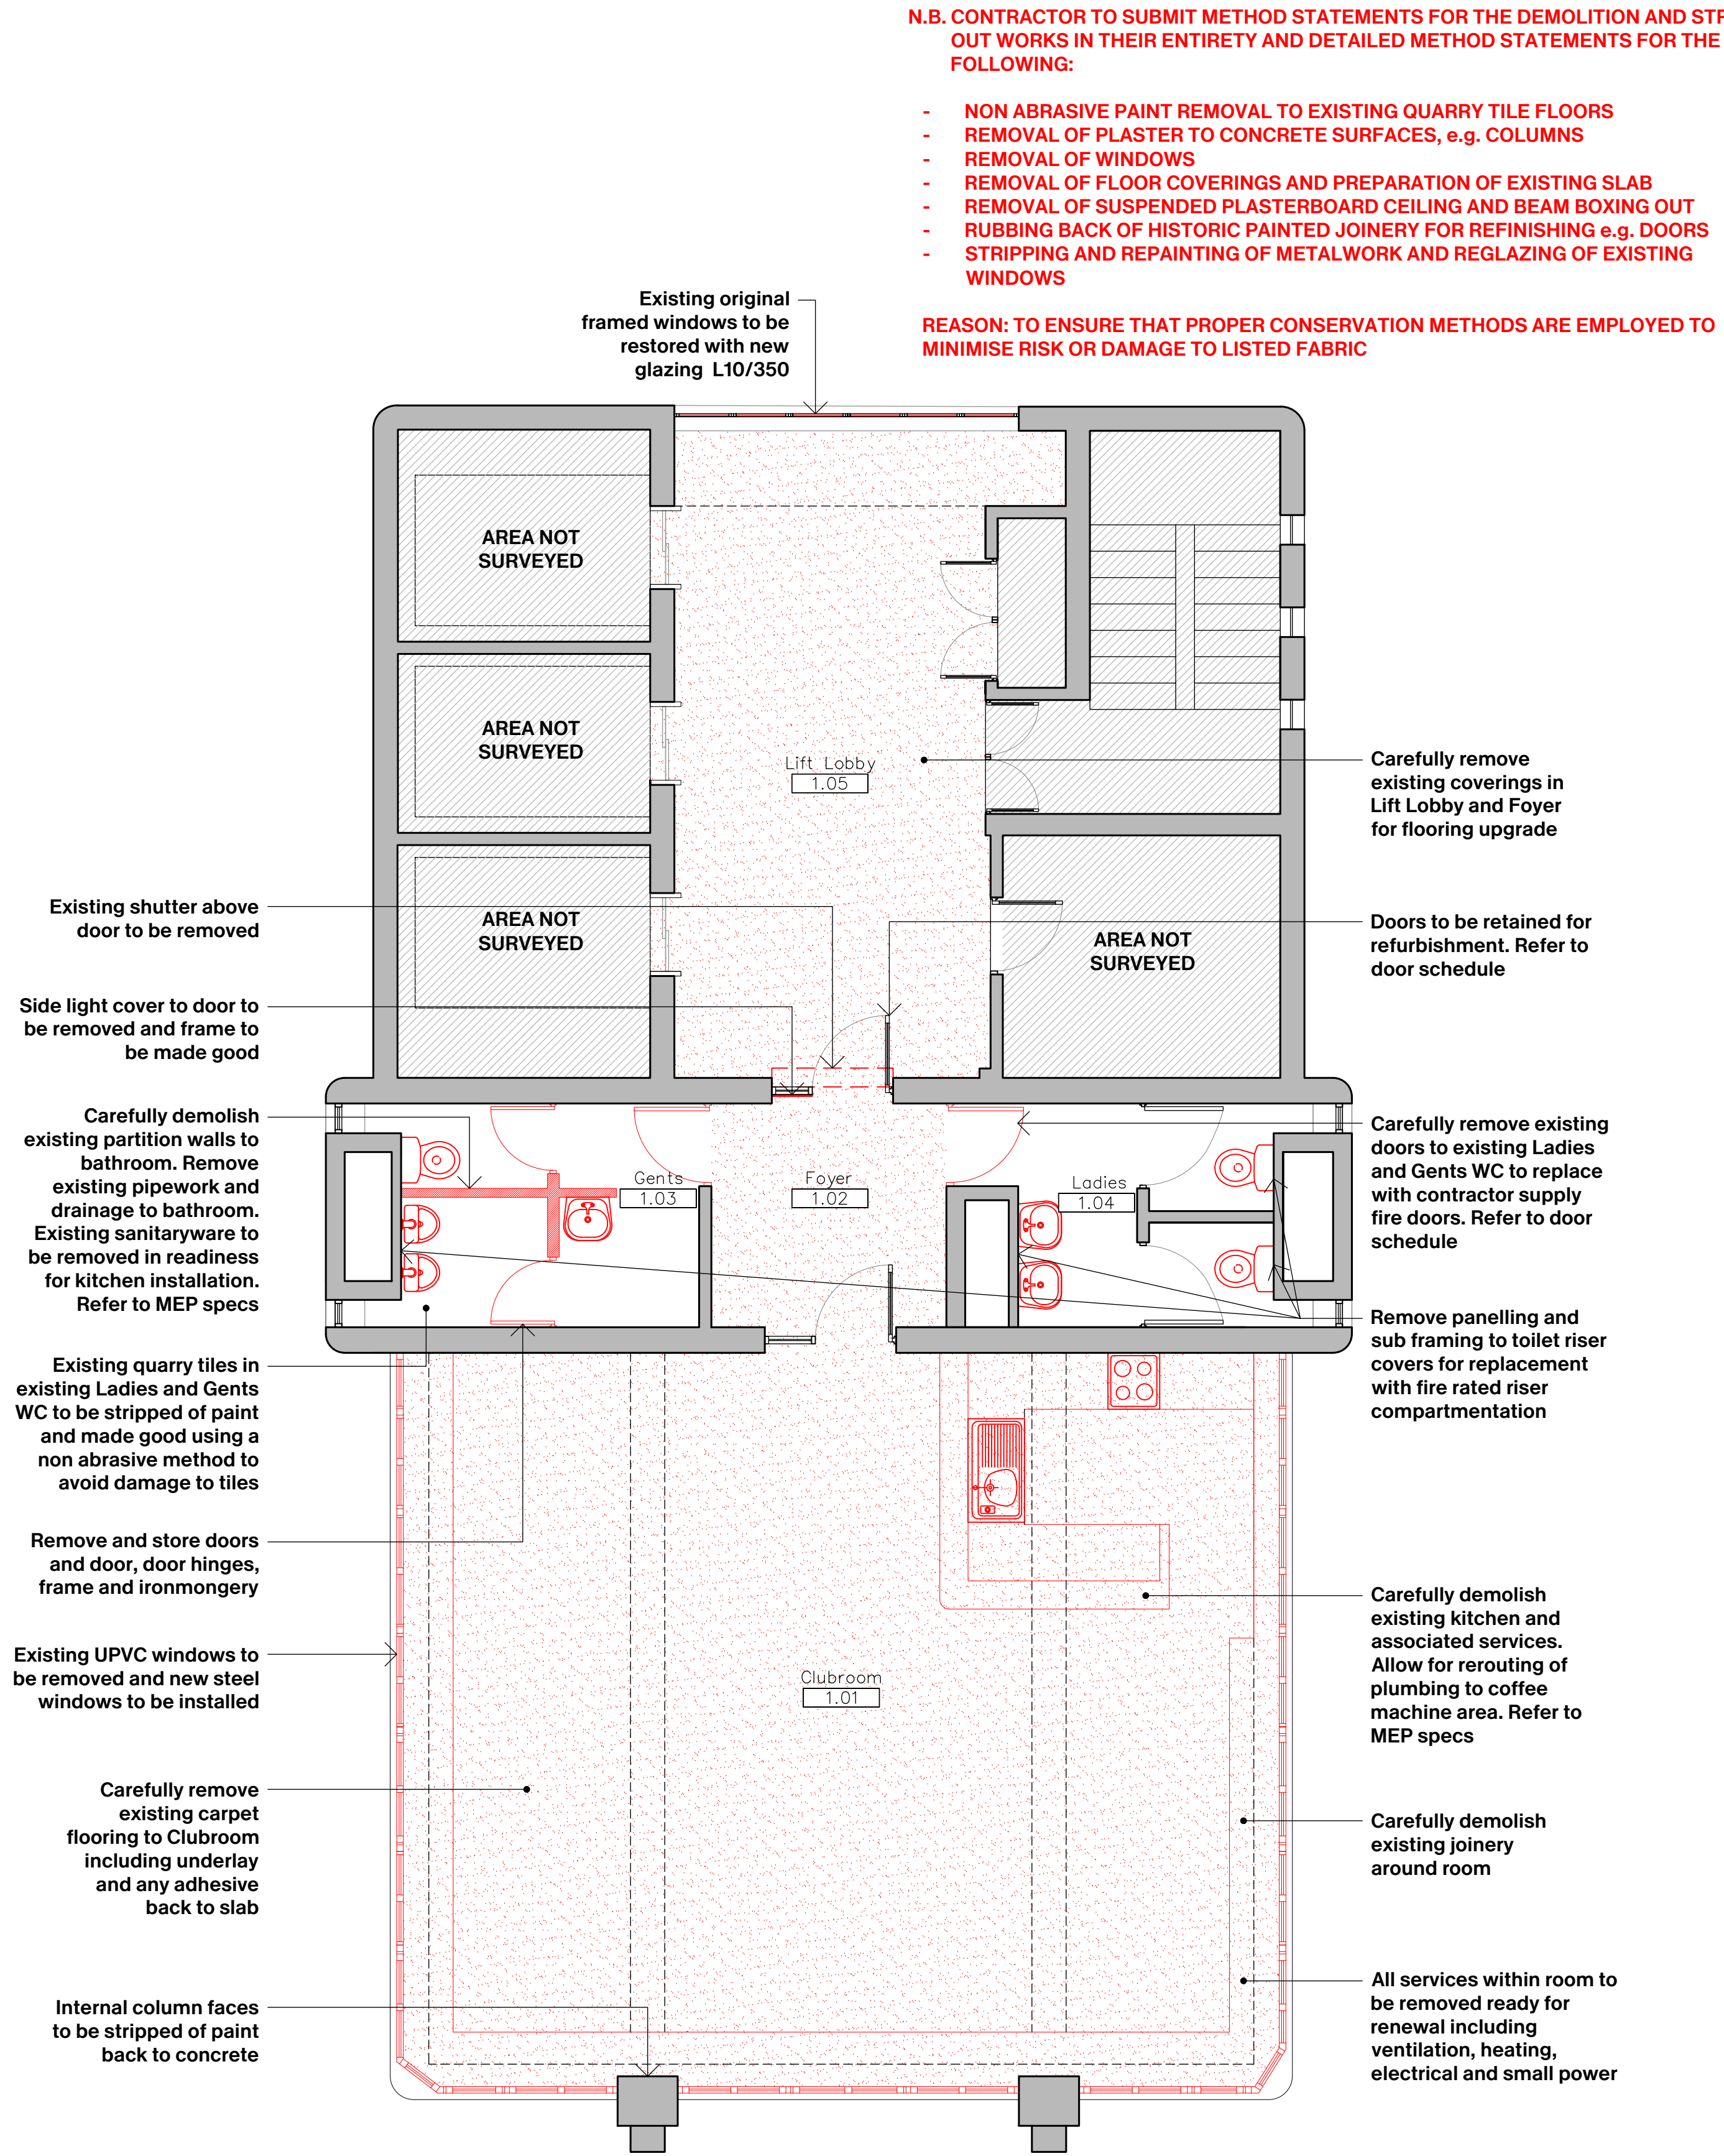 N.B. CONTRACTOR TO SUBMIT METHOD STATEMENTS FOR THE DEMOLITION AND
OUT WORKS IN THEIR ENTIRETY AND DETAILED METHOD STATEMENTS FOR THE
FOLLOWING:
- NON ABRASIVE PAINT REMOVAL TO EXISTING QUARRY TILE FLOORS
- REMOVAL OF PLASTER TO CONCRETE SURFACES, e.g. COLUMNS
- REMOVAL OF WINDOWS
- REMOVAL OF FLOOR COVERINGS AND PREPARATION OF EXISTING SLAB
- REMOVAL OF SUSPENDED PLASTERBOARD CEILING AND BEAM BOXING OUT
- RUBBING BACK OF HISTORIC PAINTED JOINERY FOR REFINISHING e.g. DOORS
- STRIPPING AND REPAINTING OF METALWORK AND REGLAZING OF EXISTING
WINDOWS
REASON: TO ENSURE THAT PROPER CONSERVATION METHODS ARE EMPLOYED TO
MINIMISE RISK OR DAMAGE TO LISTED FABRIC
Existing original
framed windows to be
restored with new
glazing L10/350
AREA NOT
SURVEYED
AREA NOT
SURVEYED
Lift Lobby
1.05
Carefully remove
existing coverings in
Lift Lobby and Foyer
for flooring upgrade
Existing shutter above
door to be removed
AREA NOT
SURVEYED
AREA NOT
SURVEYED
Doors to be retained for
refurbishment. Refer to
door schedule
Side light cover to door to
be removed and frame to
be made good
Carefully demolish
existing partition walls to
bathroom. Remove
existing pipework and
drainage to bathroom.
Existing sanitaryware to
be removed in readiness
for kitchen installation.
Refer to MEP specs
Gents
1.03
Foyer
1.02
Ladies
1.04
Carefully remove existing
doors to existing Ladies
and Gents WC to replace
with contractor supply
fire doors. Refer to door
schedule
Remove panelling and
sub framing to toilet riser
covers for replacement
with fire rated riser
compartmentation
Existing quarry tiles in
existing Ladies and Gents
WC to be stripped of paint
and made good using a
non abrasive method to
avoid damage to tiles
Remove and store doors
and door, door hinges,
frame and ironmongery
Existing UPVC windows to
be removed and new steel
windows to be installed
Clubroom
1.01
Carefully demolish
existing kitchen and
associated services.
Allow for rerouting of
plumbing to coffee
machine area. Refer to
MEP specs
Carefully remove
existing carpet
flooring to Clubroom
including underlay
and any adhesive
back to slab
Carefully demolish
existing joinery
around room
Internal column faces
to be stripped of paint
back to concrete
All services within room to
be removed ready for
renewal including
ventilation, heating,
electrical and small power